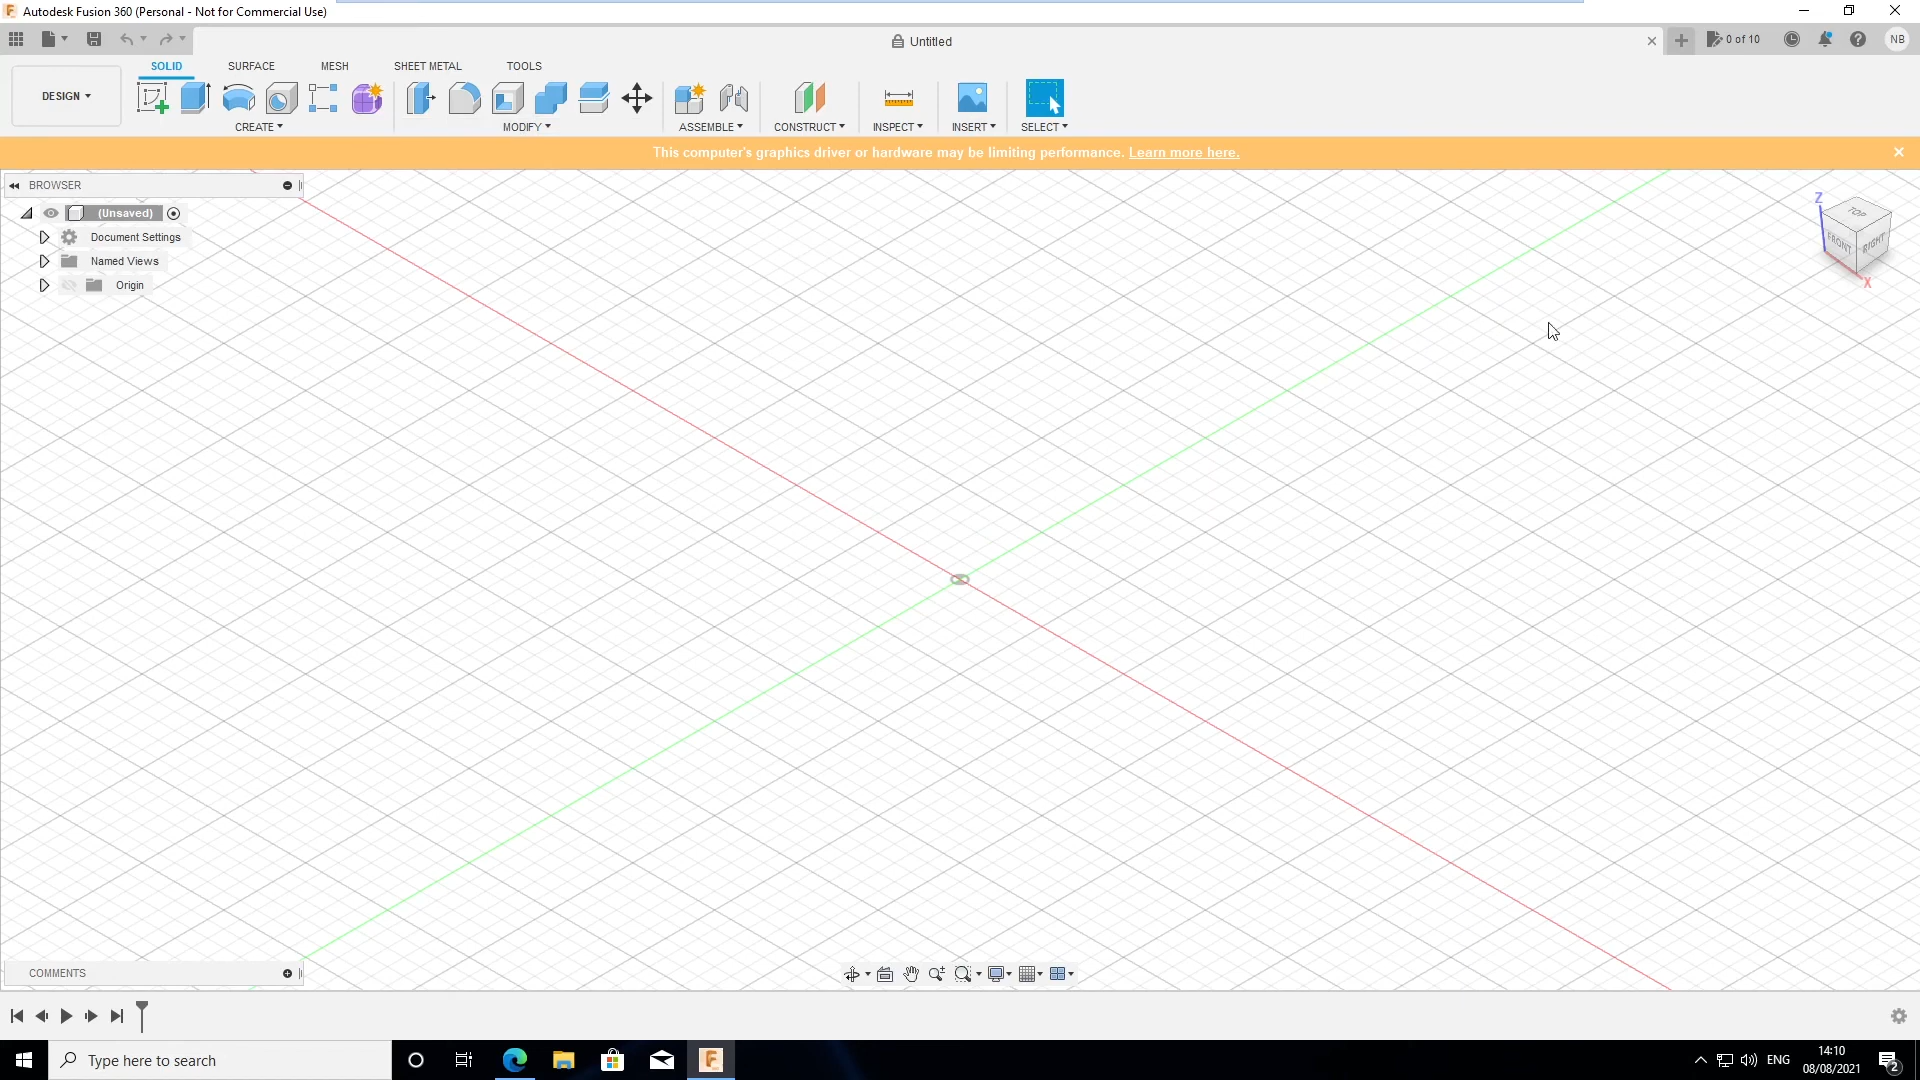 Autodesk Fusion 360 (Personal - Not for Commercial Use)
Untitled
0 of 10
NB
SOLID SURFACE MESH SHEET METAL TOOLS
DESIGN
CREATE MODIFY ASSEMBLE CONSTRUCT INSPECT INSERT SELECT
This computer's graphics driver or hardware may be limiting performance. Learn more here.
BROWSER
(Unsaved)
Document Settings
Named Views
Origin
Z
TOP
FRONT
RIGHT
X
COMMENTS
Type here to search
ENG
14:10
08/08/2021
2